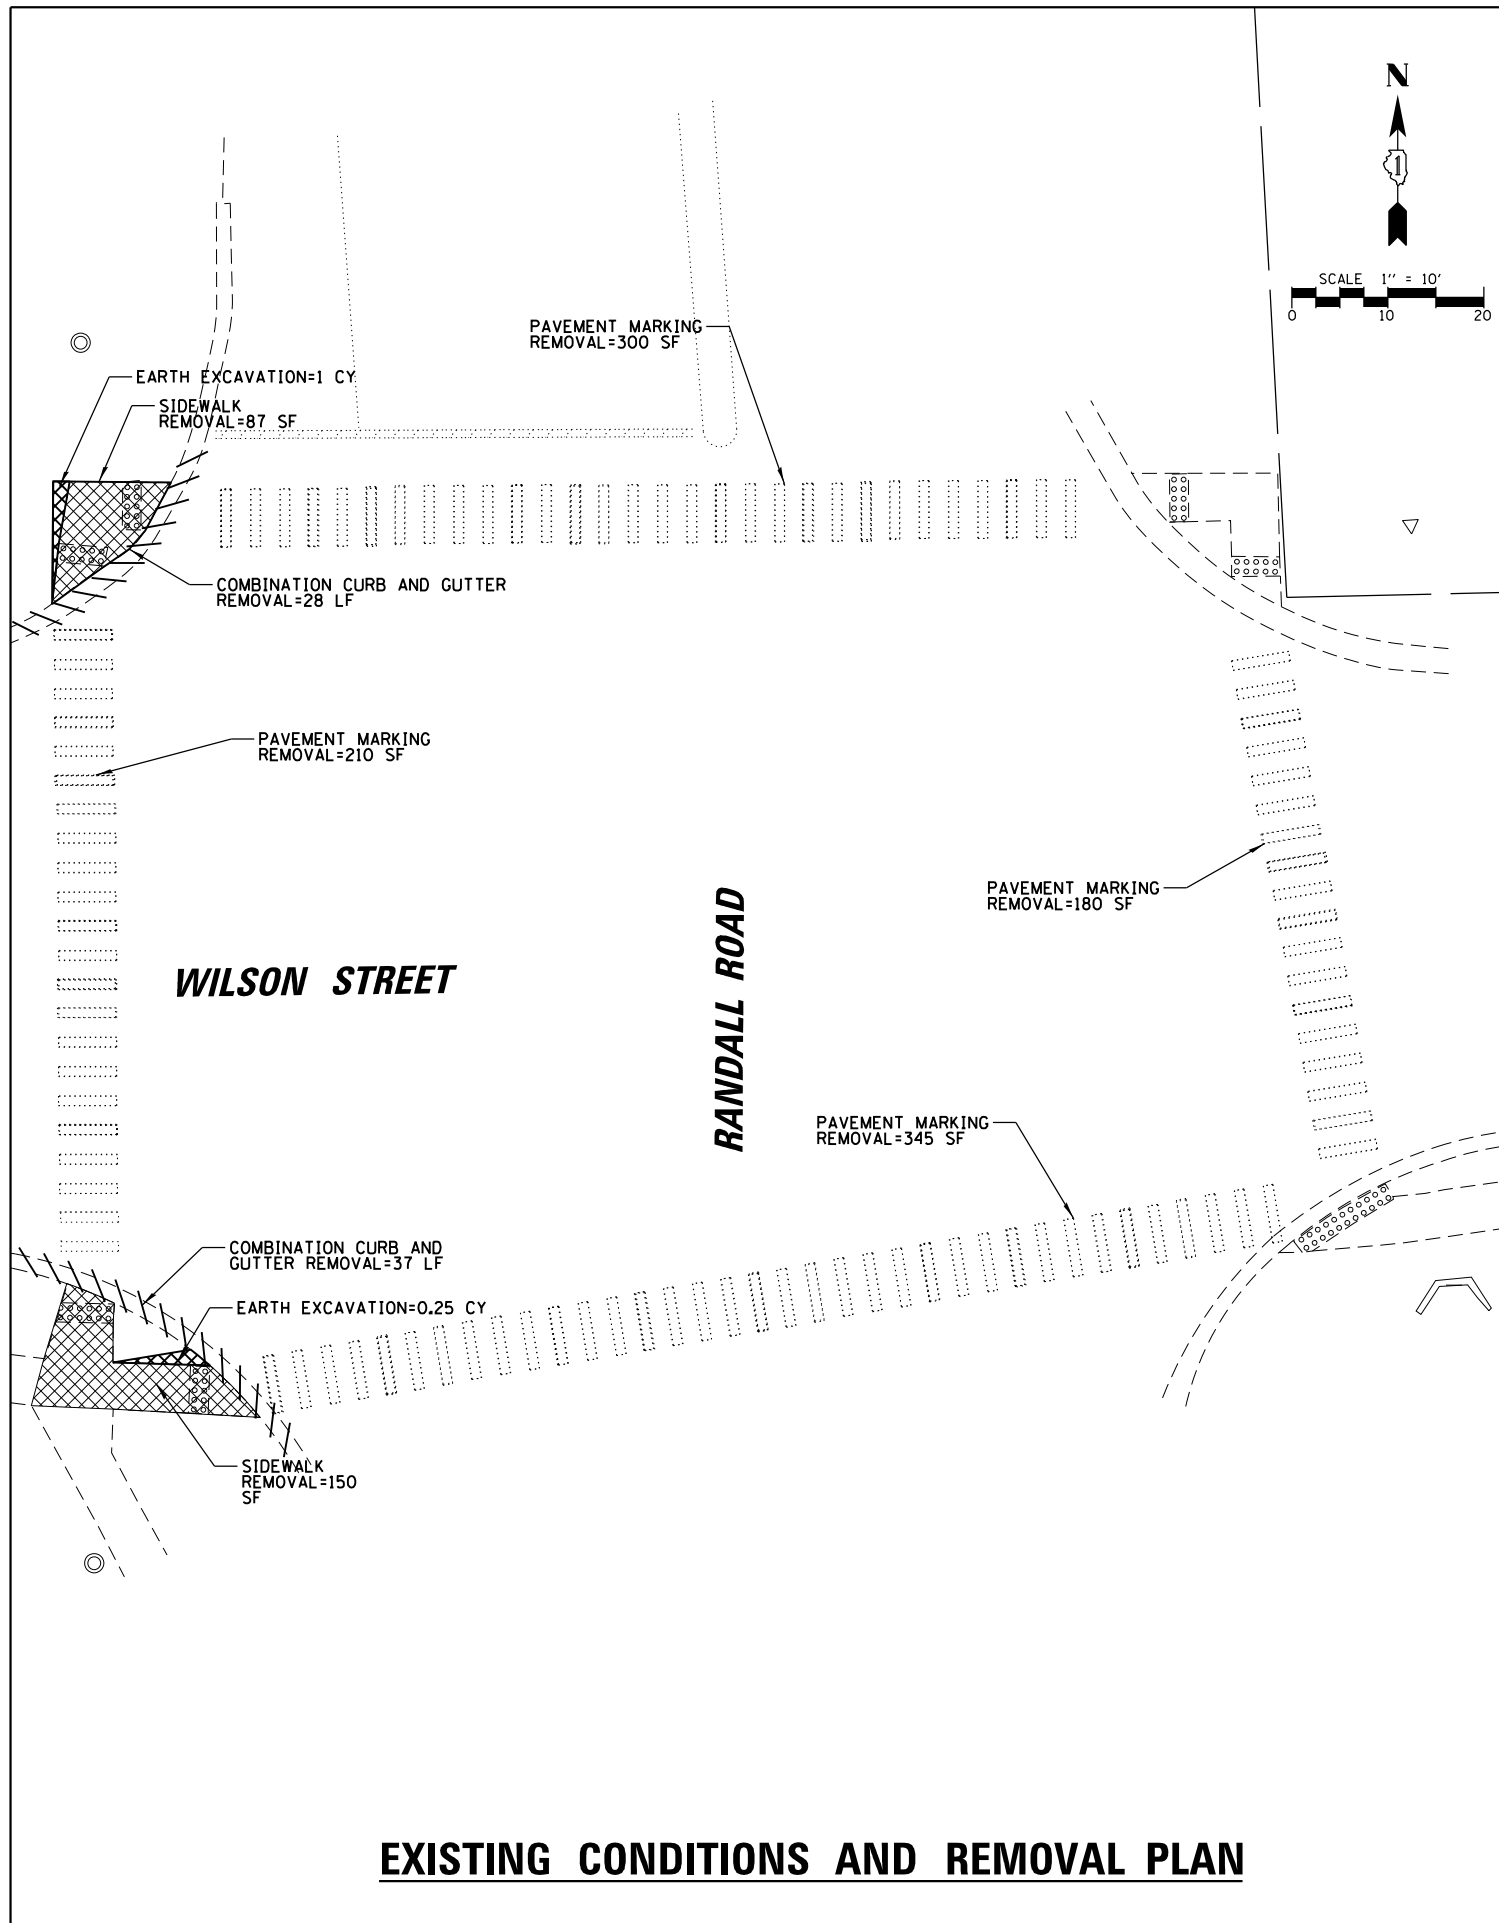 N
1
SCALE 1'' = 10'
0 10 20
PAVEMENT MARKING
REMOVAL=300 SF
EARTH EXCAVATION=1 CY
SIDEWALK
REMOVAL=87 SF
COMBINATION CURB AND GUTTER
REMOVAL=28 LF
PAVEMENT MARKING
REMOVAL=210 SF
PAVEMENT MARKING
REMOVAL=180 SF
WILSON STREET
RANDALL ROAD
PAVEMENT MARKING
REMOVAL=345 SF
COMBINATION CURB AND
GUTTER REMOVAL=37 LF
EARTH EXCAVATION=0.25 CY
SIDEWALK
REMOVAL=150
SF
EXISTING CONDITIONS AND REMOVAL PLAN